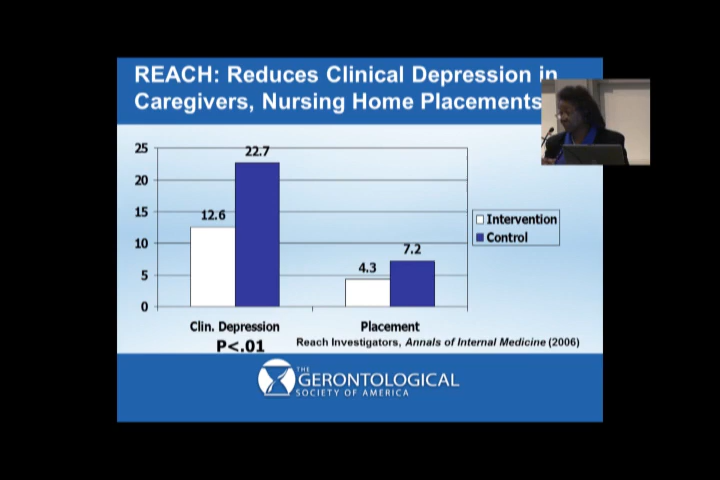 REACH: Reduces Clinical Depression in
Caregivers, Nursing Home Placements
25
20
15
10
5
0
22.7
12.6
7.2
4.3
Intervention
Control
Clin. Depression
Placement
P<.01
Reach Investigators, Annals of Internal Medicine (2006)
THE
GERONTOLOGICAL
SOCIETY OF AMERICA